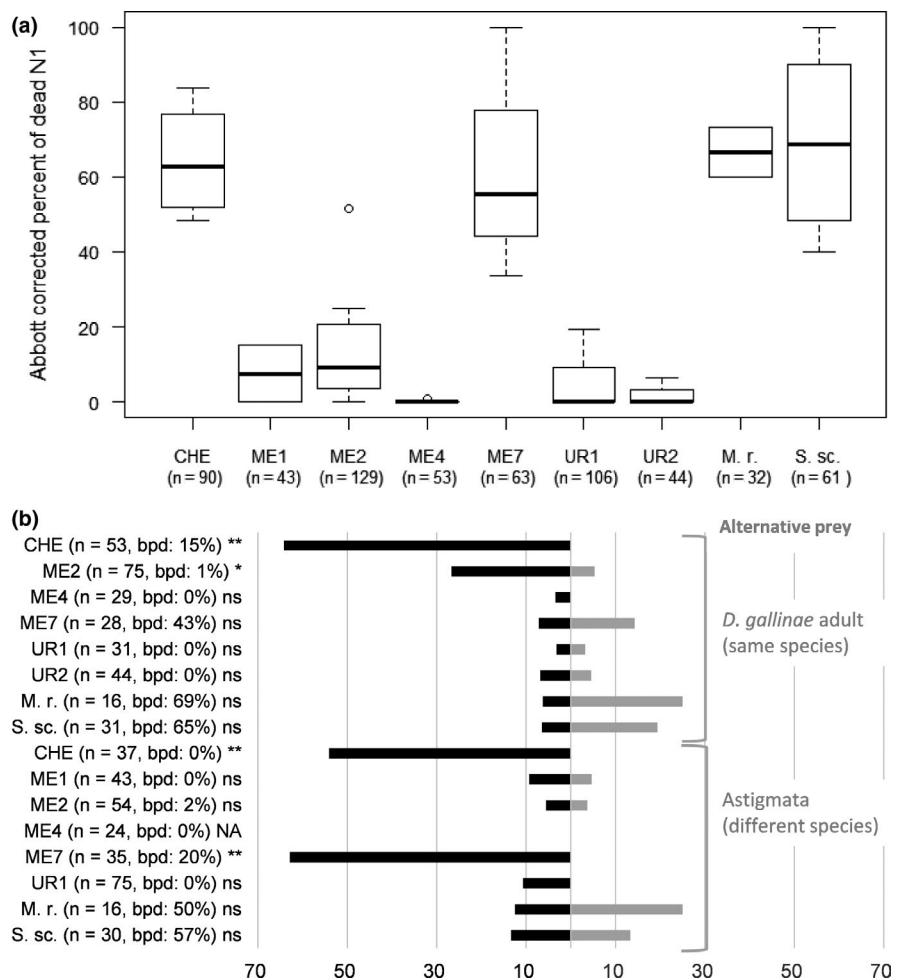 (a)
Abbott corrected percent of dead N1
100
80
60
40
20
0
CHE ME1 ME2 ME4 ME7 UR1 UR2 M. r. S. sc.
(n = 90) (n = 43) (n = 129) (n = 53) (n = 63) (n = 106) (n = 44) (n = 32) (n = 61 )
(b)
Alternative prey
CHE (n = 53, bpd: 15%) **
ME2 (n = 75, bpd: 1%) *
ME4 (n = 29, bpd: 0%) ns
ME7 (n = 28, bpd: 43%) ns
UR1 (n = 31, bpd: 0%) ns
UR2 (n = 44, bpd: 0%) ns
M. r. (n = 16, bpd: 69%) ns
S. sc. (n = 31, bpd: 65%) ns
D. gallinae adult
(same species)
CHE (n = 37, bpd: 0%) **
ME1 (n = 43, bpd: 0%) ns
ME2 (n = 54, bpd: 2%) ns
ME4 (n = 24, bpd: 0%) NA
ME7 (n = 35, bpd: 20%) **
UR1 (n = 75, bpd: 0%) ns
M. r. (n = 16, bpd: 50%) ns
S. sc. (n = 30, bpd: 57%) ns
Astigmata
(different species)
70 50 30 10 10 30 50 70